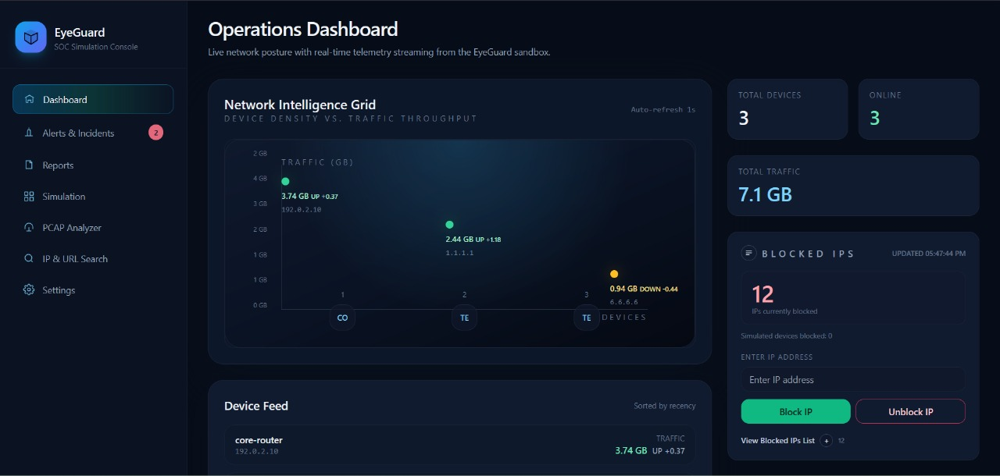 EyeGuard
SOC Simulation Console
Dashboard
Alerts & Incidents 2
Reports
Simulation
PCAP Analyzer
IP & URL Search
Settings
Operations Dashboard
Live network posture with real-time telemetry streaming from the EyeGuard sandbox.
Network Intelligence Grid
DEVICE DENSITY VS. TRAFFIC THROUGHPUT
Auto-refresh 1s
2 GB
4 GB
3 GB
2 GB
1 GB
1 GB
0 GB
TRAFFIC (GB)
3.74 GB UP +0.37
192.0.2.10
2.44 GB UP +1.18
1.1.1.1
0.94 GB DOWN -0.44
6.6.6.6
1
2
3
CO
TE
TE
DEVICES
Device Feed
Sorted by recency
core-router
192.0.2.10
TRAFFIC
3.74 GB UP +0.37
TOTAL DEVICES
3
ONLINE
3
TOTAL TRAFFIC
7.1 GB
BLOCKED IPS
UPDATED 05:47:44 PM
12
IPs currently blocked
Simulated devices blocked: 0
ENTER IP ADDRESS
Enter IP address
Block IP
Unblock IP
View Blocked IPs List + 12